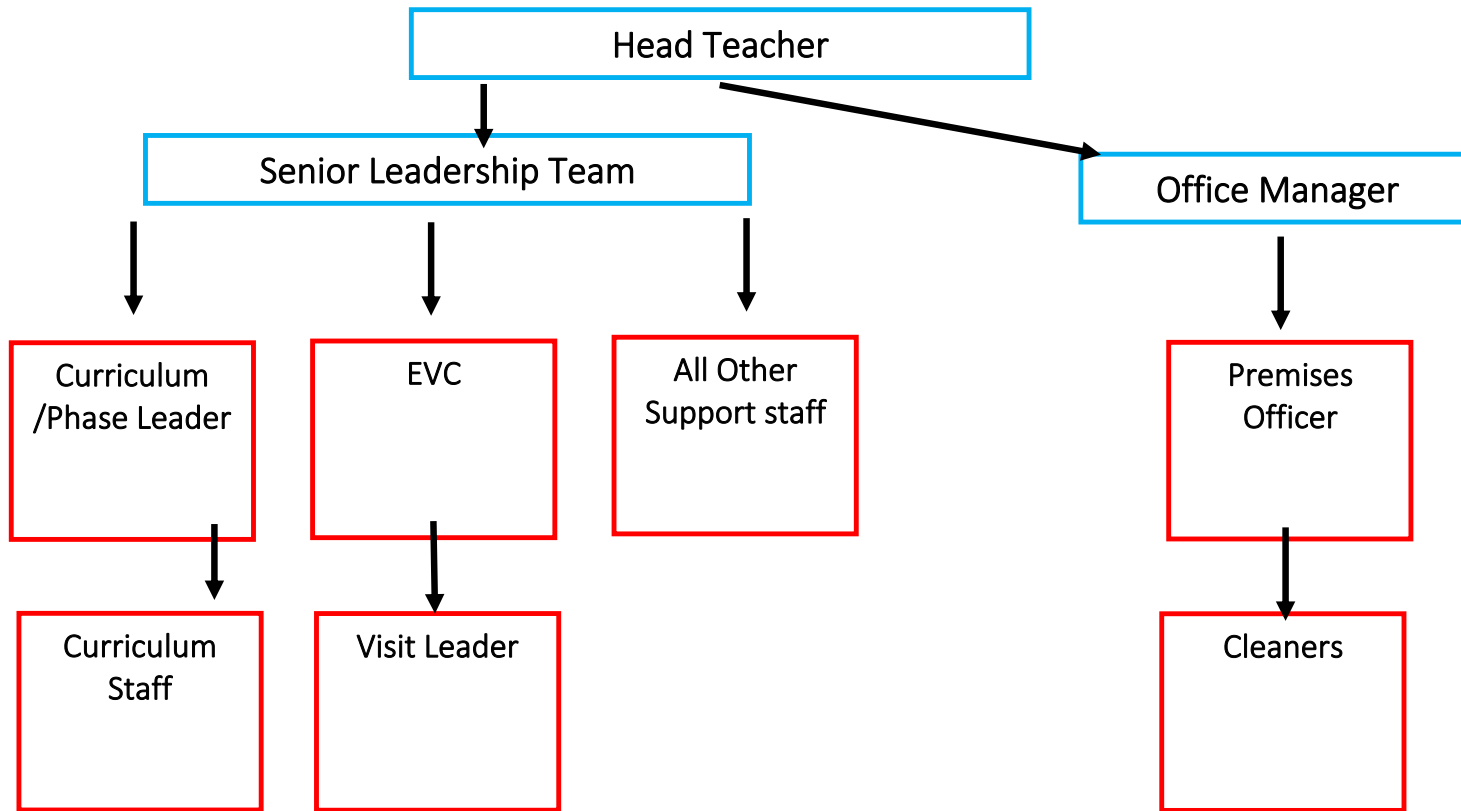 Head Teacher
Senior Leadership Team
Office Manager
Curriculum
/Phase Leader
EVC
All Other
Support staff
Premises
Officer
Curriculum
Staff
Visit Leader
Cleaners